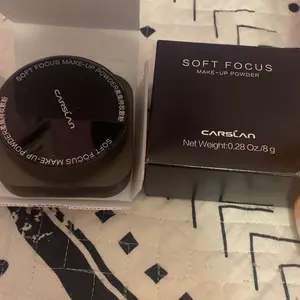 SOFT FOCUS MAKE-UP POWDER
CARSLAN
SOFT FOCUS MAKE-UP POWDER
SOFT FOCUS
MAKE-UP POWDER
CARSLAN
Net Weight:0.28 Oz./8 g